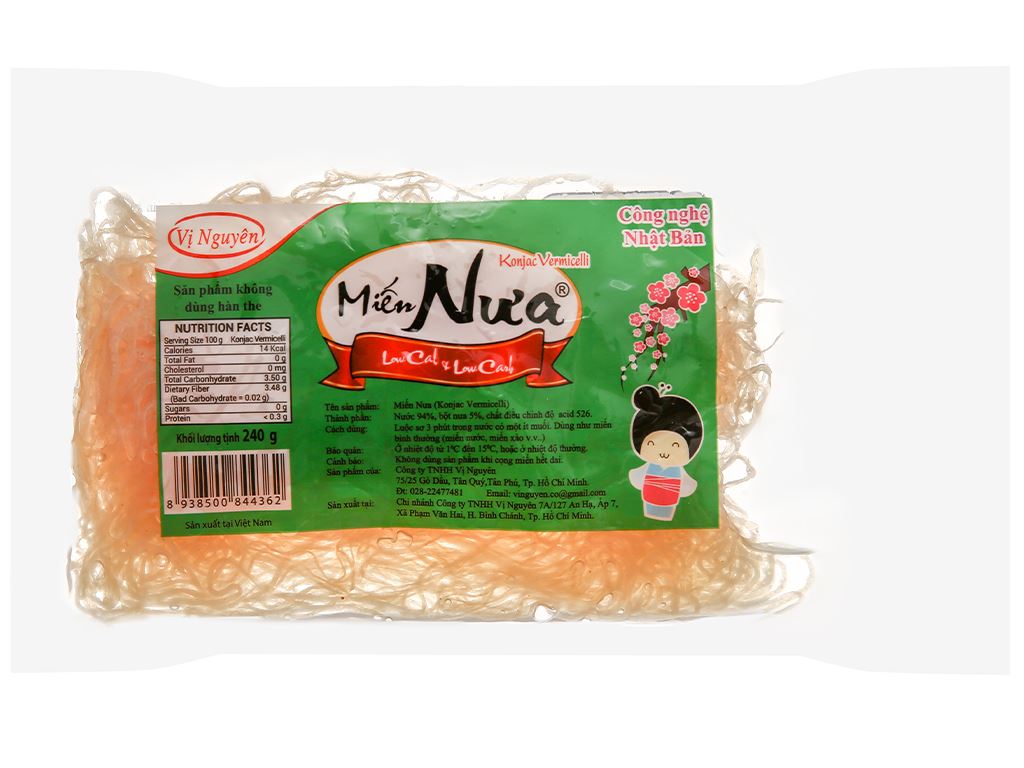 Vị Nguyên
Công nghệ
Nhật Bản
Konjac Vermicelli
Miến Nưa®
Low Cal & Low Carb
Sản phẩm không
dùng hàn the
NUTRITION FACTS
Serving Size 100 g Konjac Vermicelli
Calories 14 Kcal
Total Fat 0 g
Cholesterol 0 mg
Total Carbonhydrate 3.50 g
Dietary Fiber 3.48 g
(Bad Carbohydrate = 0.02 g)
Sugars 0 g
Protein < 0.3 g
Khối lượng tịnh 240 g
8 938500 844362
Sản xuất tại Việt Nam
Tên sản phẩm: Miến Nưa (Konjac Vermicelli)
Thành phần: Nước 94%, bột nưa 5%, chất điều chỉnh độ acid 526.
Cách dùng: Luộc sơ 3 phút trong nước có một ít muối. Dùng như miến
bình thường (miến nước, miến xào v.v..)
Bảo quản: Ở nhiệt độ từ 1⁰C đến 15⁰C, hoặc ở nhiệt độ thường.
Cảnh báo: Không dùng sản phẩm khi cọng miến hết dai.
Sản phẩm của: Công ty TNHH Vị Nguyên
75/25 Gò Dầu, Tân Quý,Tân Phú, Tp. Hồ Chí Minh.
Đt: 028-22477481 Email: vinguyen.co@gmail.com
Sản xuất tại: Chi nhánh Công ty TNHH Vị Nguyên 7A/127 An Hạ, Ấp 7,
Xã Phạm Văn Hai, H. Bình Chánh, Tp. Hồ Chí Minh.